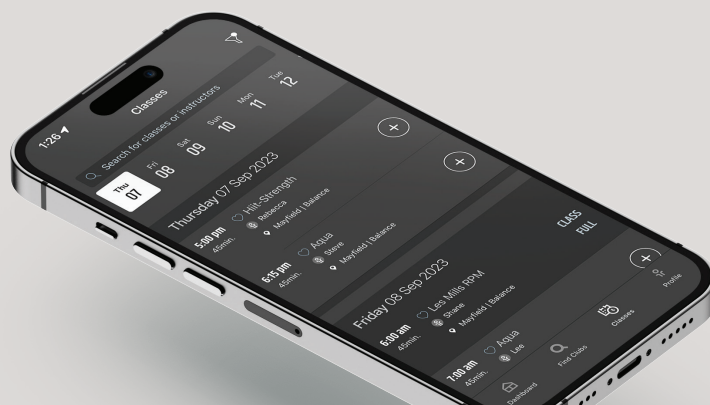 1:26
Classes
Search for classes or instructors
Thu
07
Fri
08
Sat
09
Sun
10
Mon
11
Tue
12
Thursday 07 Sep 2023
5:00 pm
45min.
Hiit-Strength
Rebecca
Mayfield | Balance
6:15 pm
45min.
Aqua
Steve
Mayfield | Balance
Friday 08 Sep 2023
6:00 am
45min.
Les Mills RPM
Shane
Mayfield | Balance
CLASS
FULL
7:00 am
45min.
Aqua
Lee
Dashboard
Find Clubs
Classes
Profile